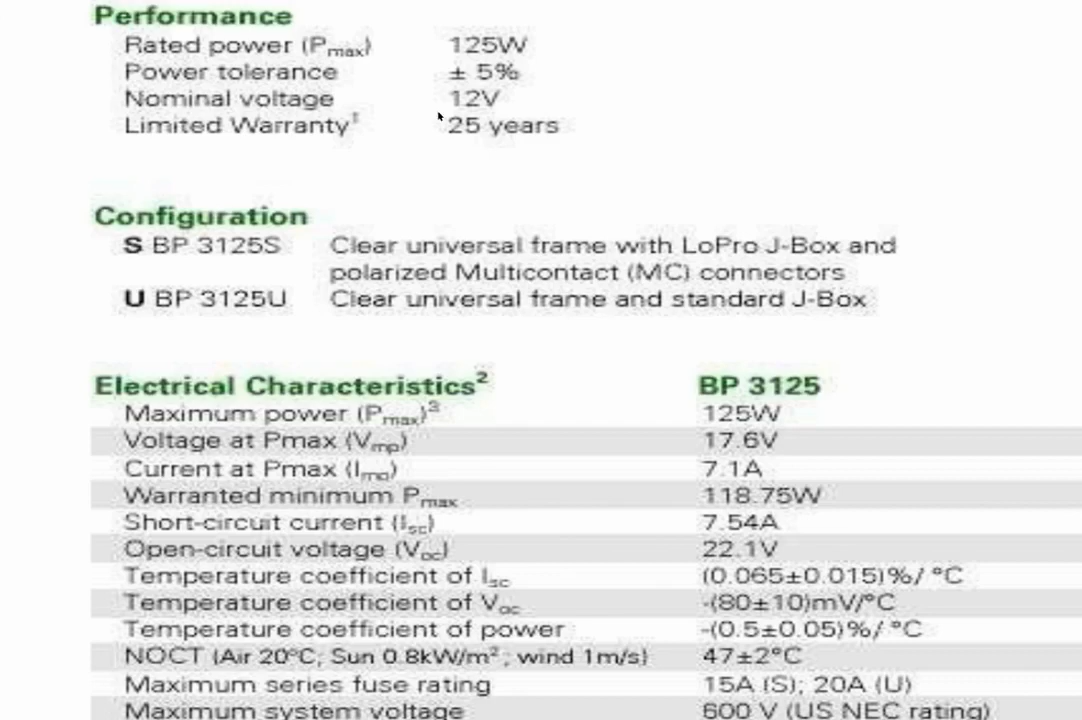 Performance
Rated power (Pmax) 125W
Power tolerance ± 5%
Nominal voltage 12V
Limited Warranty¹ 25 years
Configuration
S BP 3125S Clear universal frame with LoPro J-Box and
polarized Multicontact (MC) connectors
U BP 3125U Clear universal frame and standard J-Box
Electrical Characteristics² BP 3125
Maximum power (Pmax)³ 125W
Voltage at Pmax (Vmp) 17.6V
Current at Pmax (Imp) 7.1A
Warranted minimum Pmax 118.75W
Short-circuit current (Isc) 7.54A
Open-circuit voltage (Voc) 22.1V
Temperature coefficient of Isc (0.065±0.015)%/ °C
Temperature coefficient of Voc -(80±10)mV/°C
Temperature coefficient of power -(0.5±0.05)%/ °C
NOCT (Air 20°C; Sun 0.8kW/m²; wind 1m/s) 47±2°C
Maximum series fuse rating 15A (S); 20A (U)
Maximum system voltage 600 V (US NEC rating)